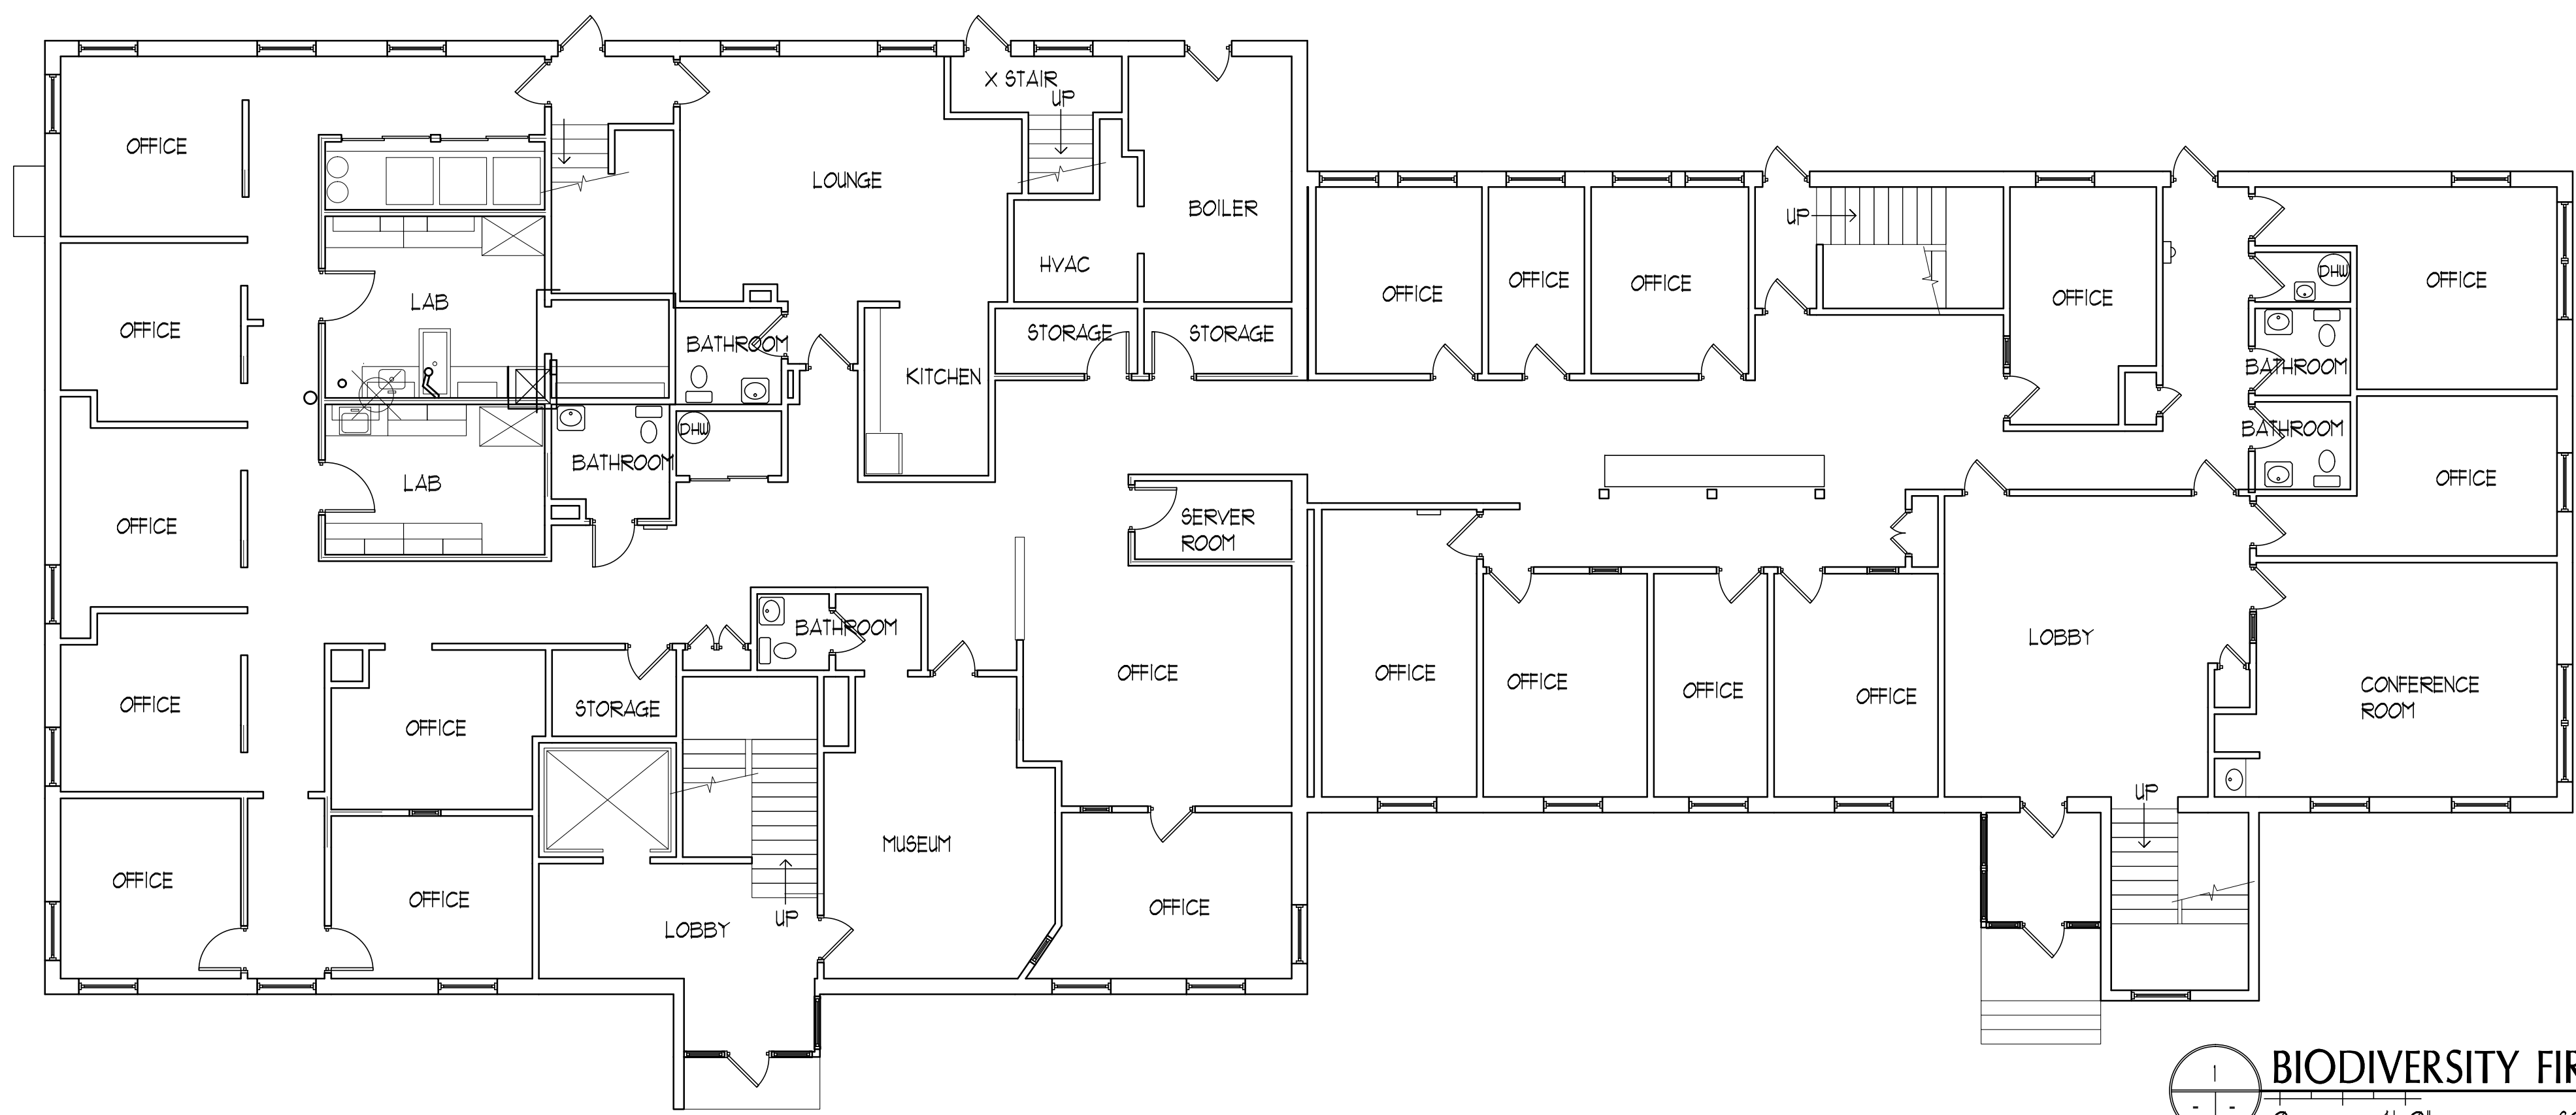 X STAIR
UP
OFFICE
LOUNGE
BOILER
UP
HVAC
OFFICE
OFFICE
OFFICE
OFFICE
DHW
OFFICE
LAB
OFFICE
STORAGE
STORAGE
BATHROOM
KITCHEN
BATHROOM
DHW
BATHROOM
BATHROOM
LAB
OFFICE
OFFICE
SERVER
ROOM
BATHROOM
LOBBY
OFFICE
OFFICE
OFFICE
OFFICE
OFFICE
CONFERENCE
ROOM
OFFICE
OFFICE
STORAGE
UP
MUSEUM
OFFICE
OFFICE
OFFICE
LOBBY
UP
OFFICE
1
BIODIVERSITY FIR
- -